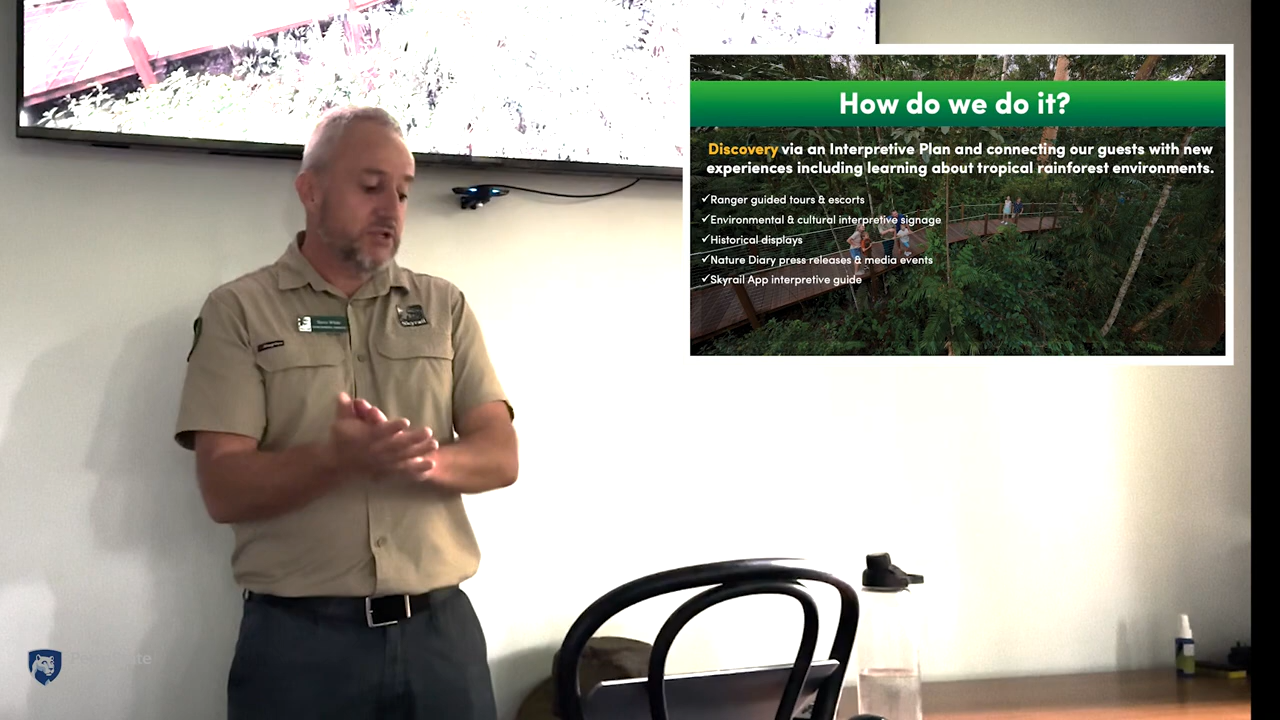 How do we do it?
Discovery via an Interpretive Plan and connecting our guests with new
experiences including learning about tropical rainforest environments.
✓Ranger guided tours & escorts
✓Environmental & cultural interpretive signage
✓Historical displays
✓Nature Diary press releases & media events
✓Skyrail App interpretive guide
Skyrail